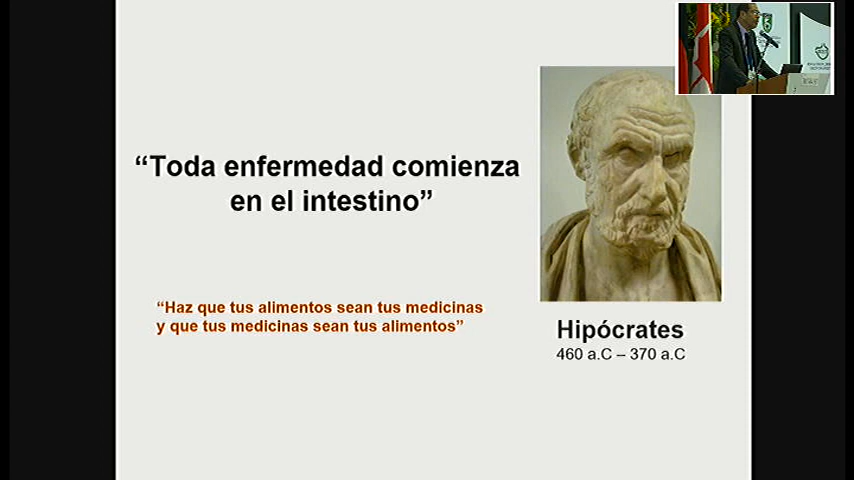 “Toda enfermedad comienza
en el intestino”
“Haz que tus alimentos sean tus medicinas
y que tus medicinas sean tus alimentos”
Hipócrates
460 a.C – 370 a.C